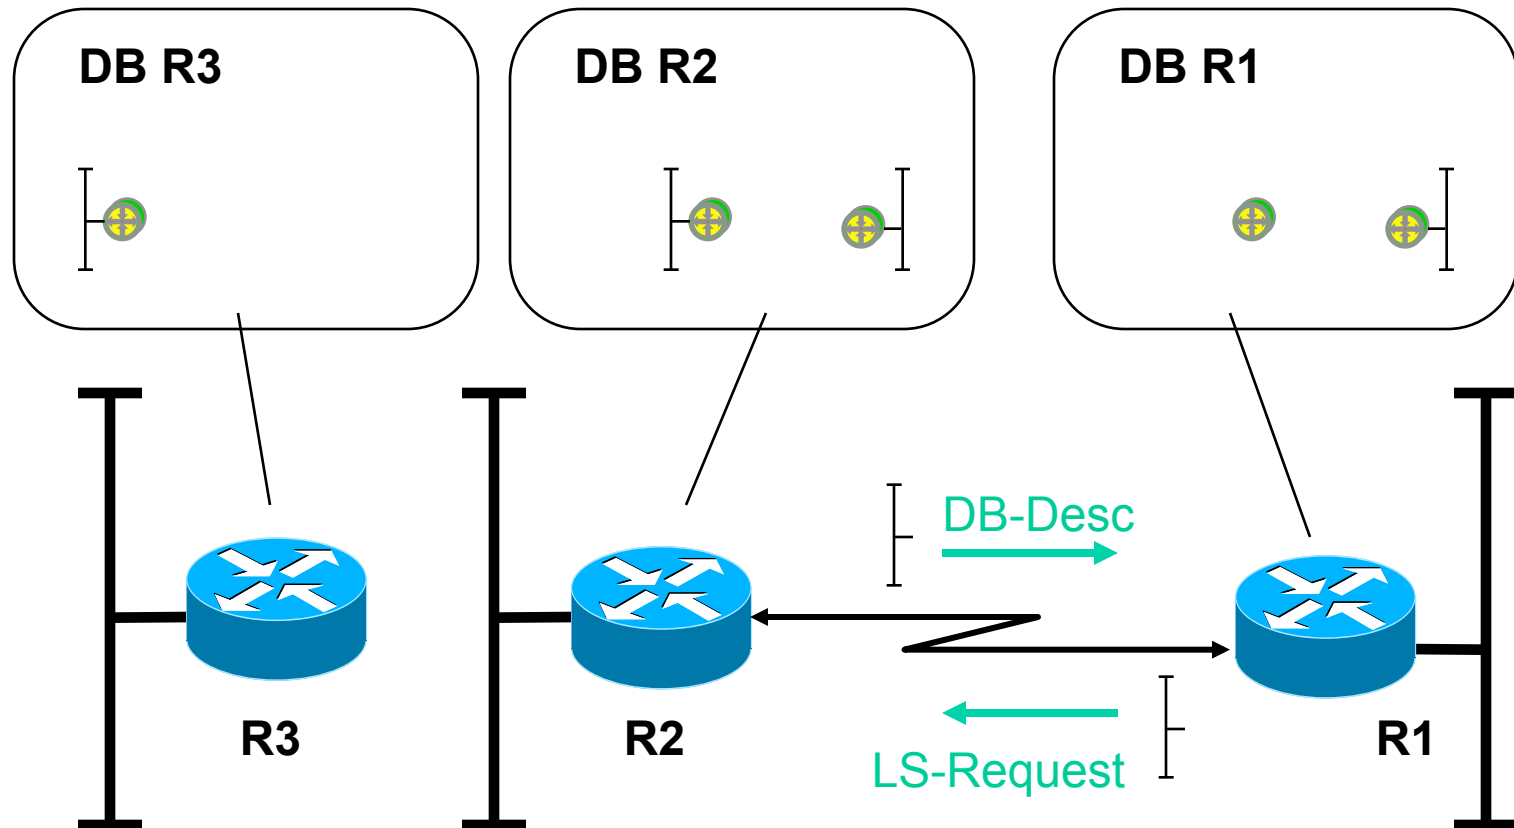 DB R3
DB R2
DB R1
DB-Desc
R3
R2
R1
LS-Request